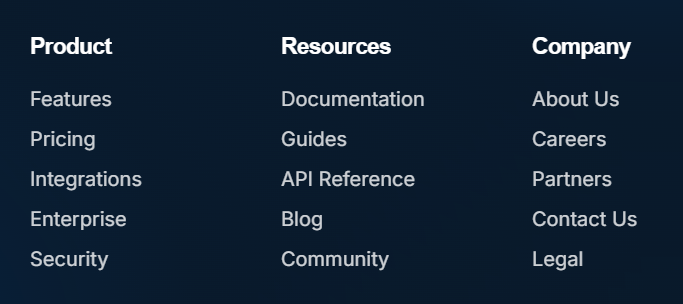 Product
Features
Pricing
Integrations
Enterprise
Security
Resources
Documentation
Guides
API Reference
Blog
Community
Company
About Us
Careers
Partners
Contact Us
Legal